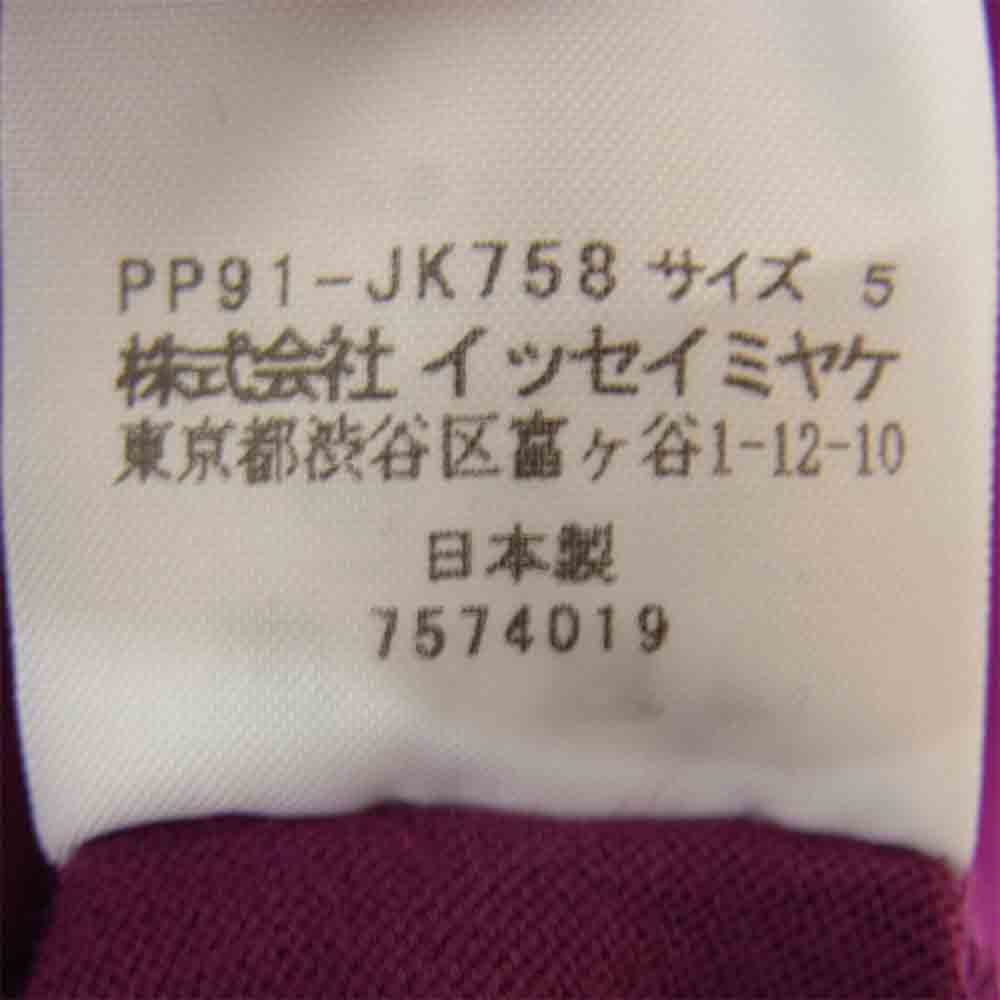 PP91-JK758 サイズ 5
株式会社 イッセイミヤケ
東京都渋谷区富ヶ谷1-12-10
日本製
7574019